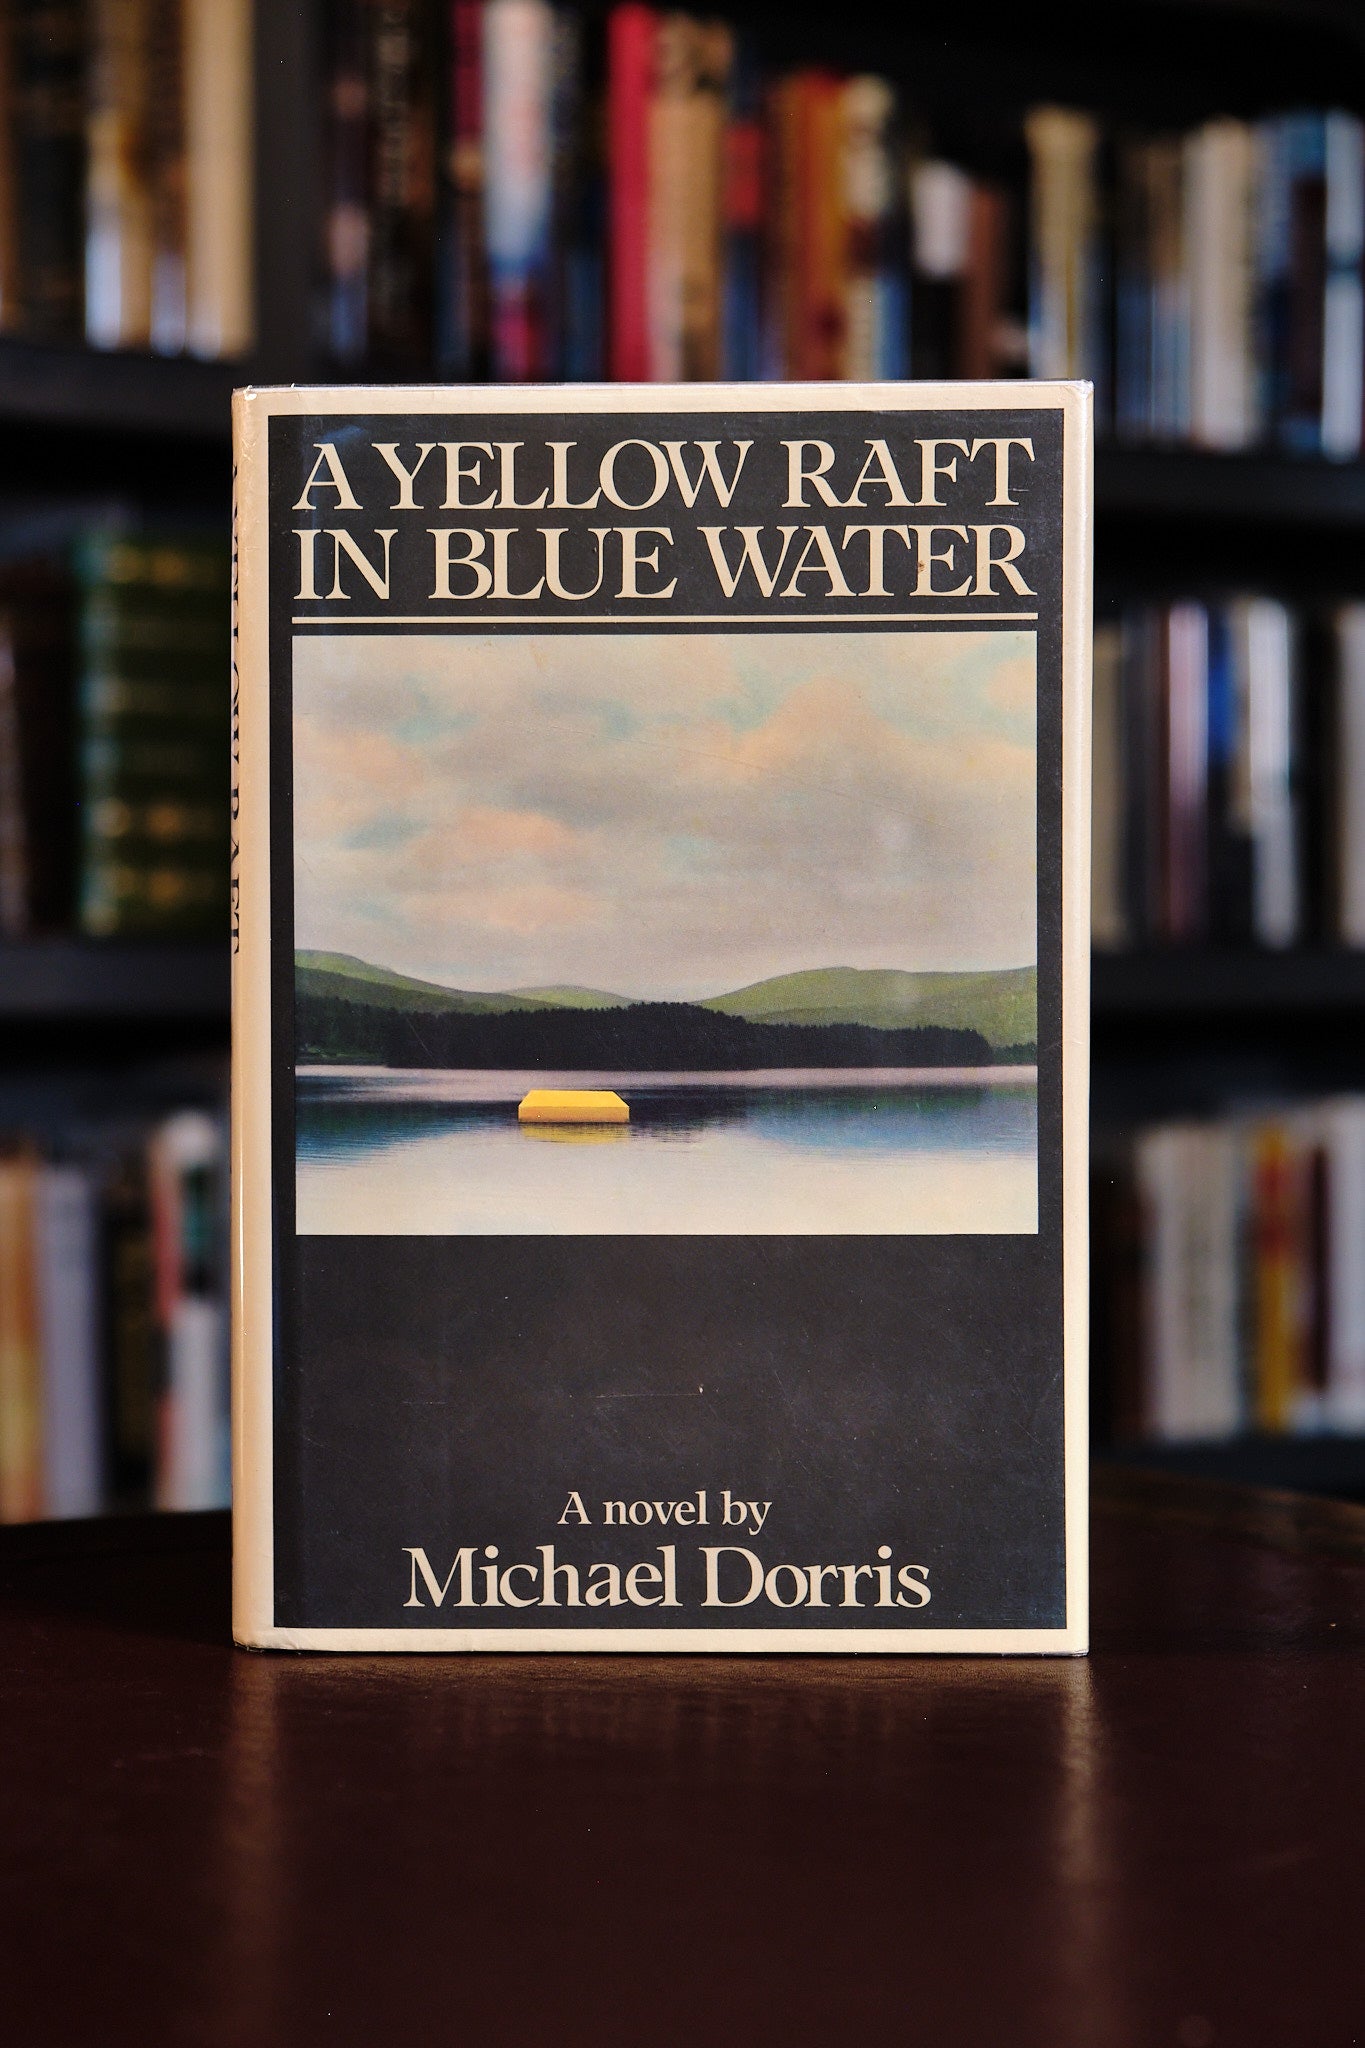 A YELLOW RAFT
IN BLUE WATER
A novel by
Michael Dorris